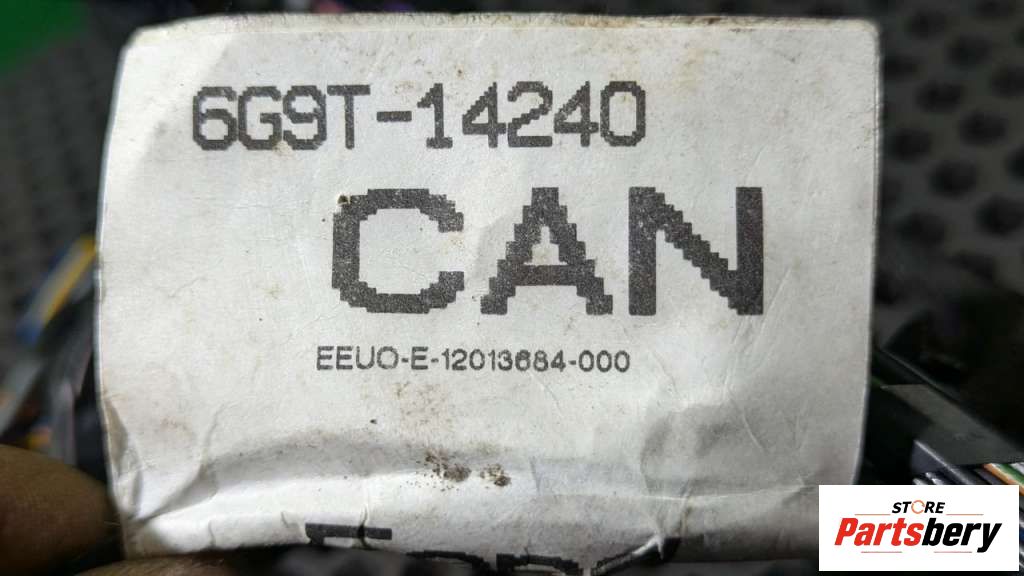 6G9T-14240
CAN
EEUO-E-12013684-000
STORE
Partsbery